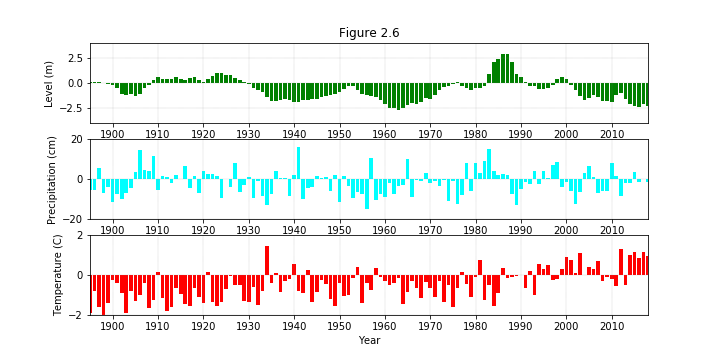 Figure 2.6
Level (m)
2.5
0.0
−2.5
1900 1910 1920 1930 1940 1950 1960 1970 1980 1990 2000 2010
Precipitation (cm)
20
0
−20
1900 1910 1920 1930 1940 1950 1960 1970 1980 1990 2000 2010
Temperature (C)
2
0
−2
1900 1910 1920 1930 1940 1950 1960 1970 1980 1990 2000 2010
Year